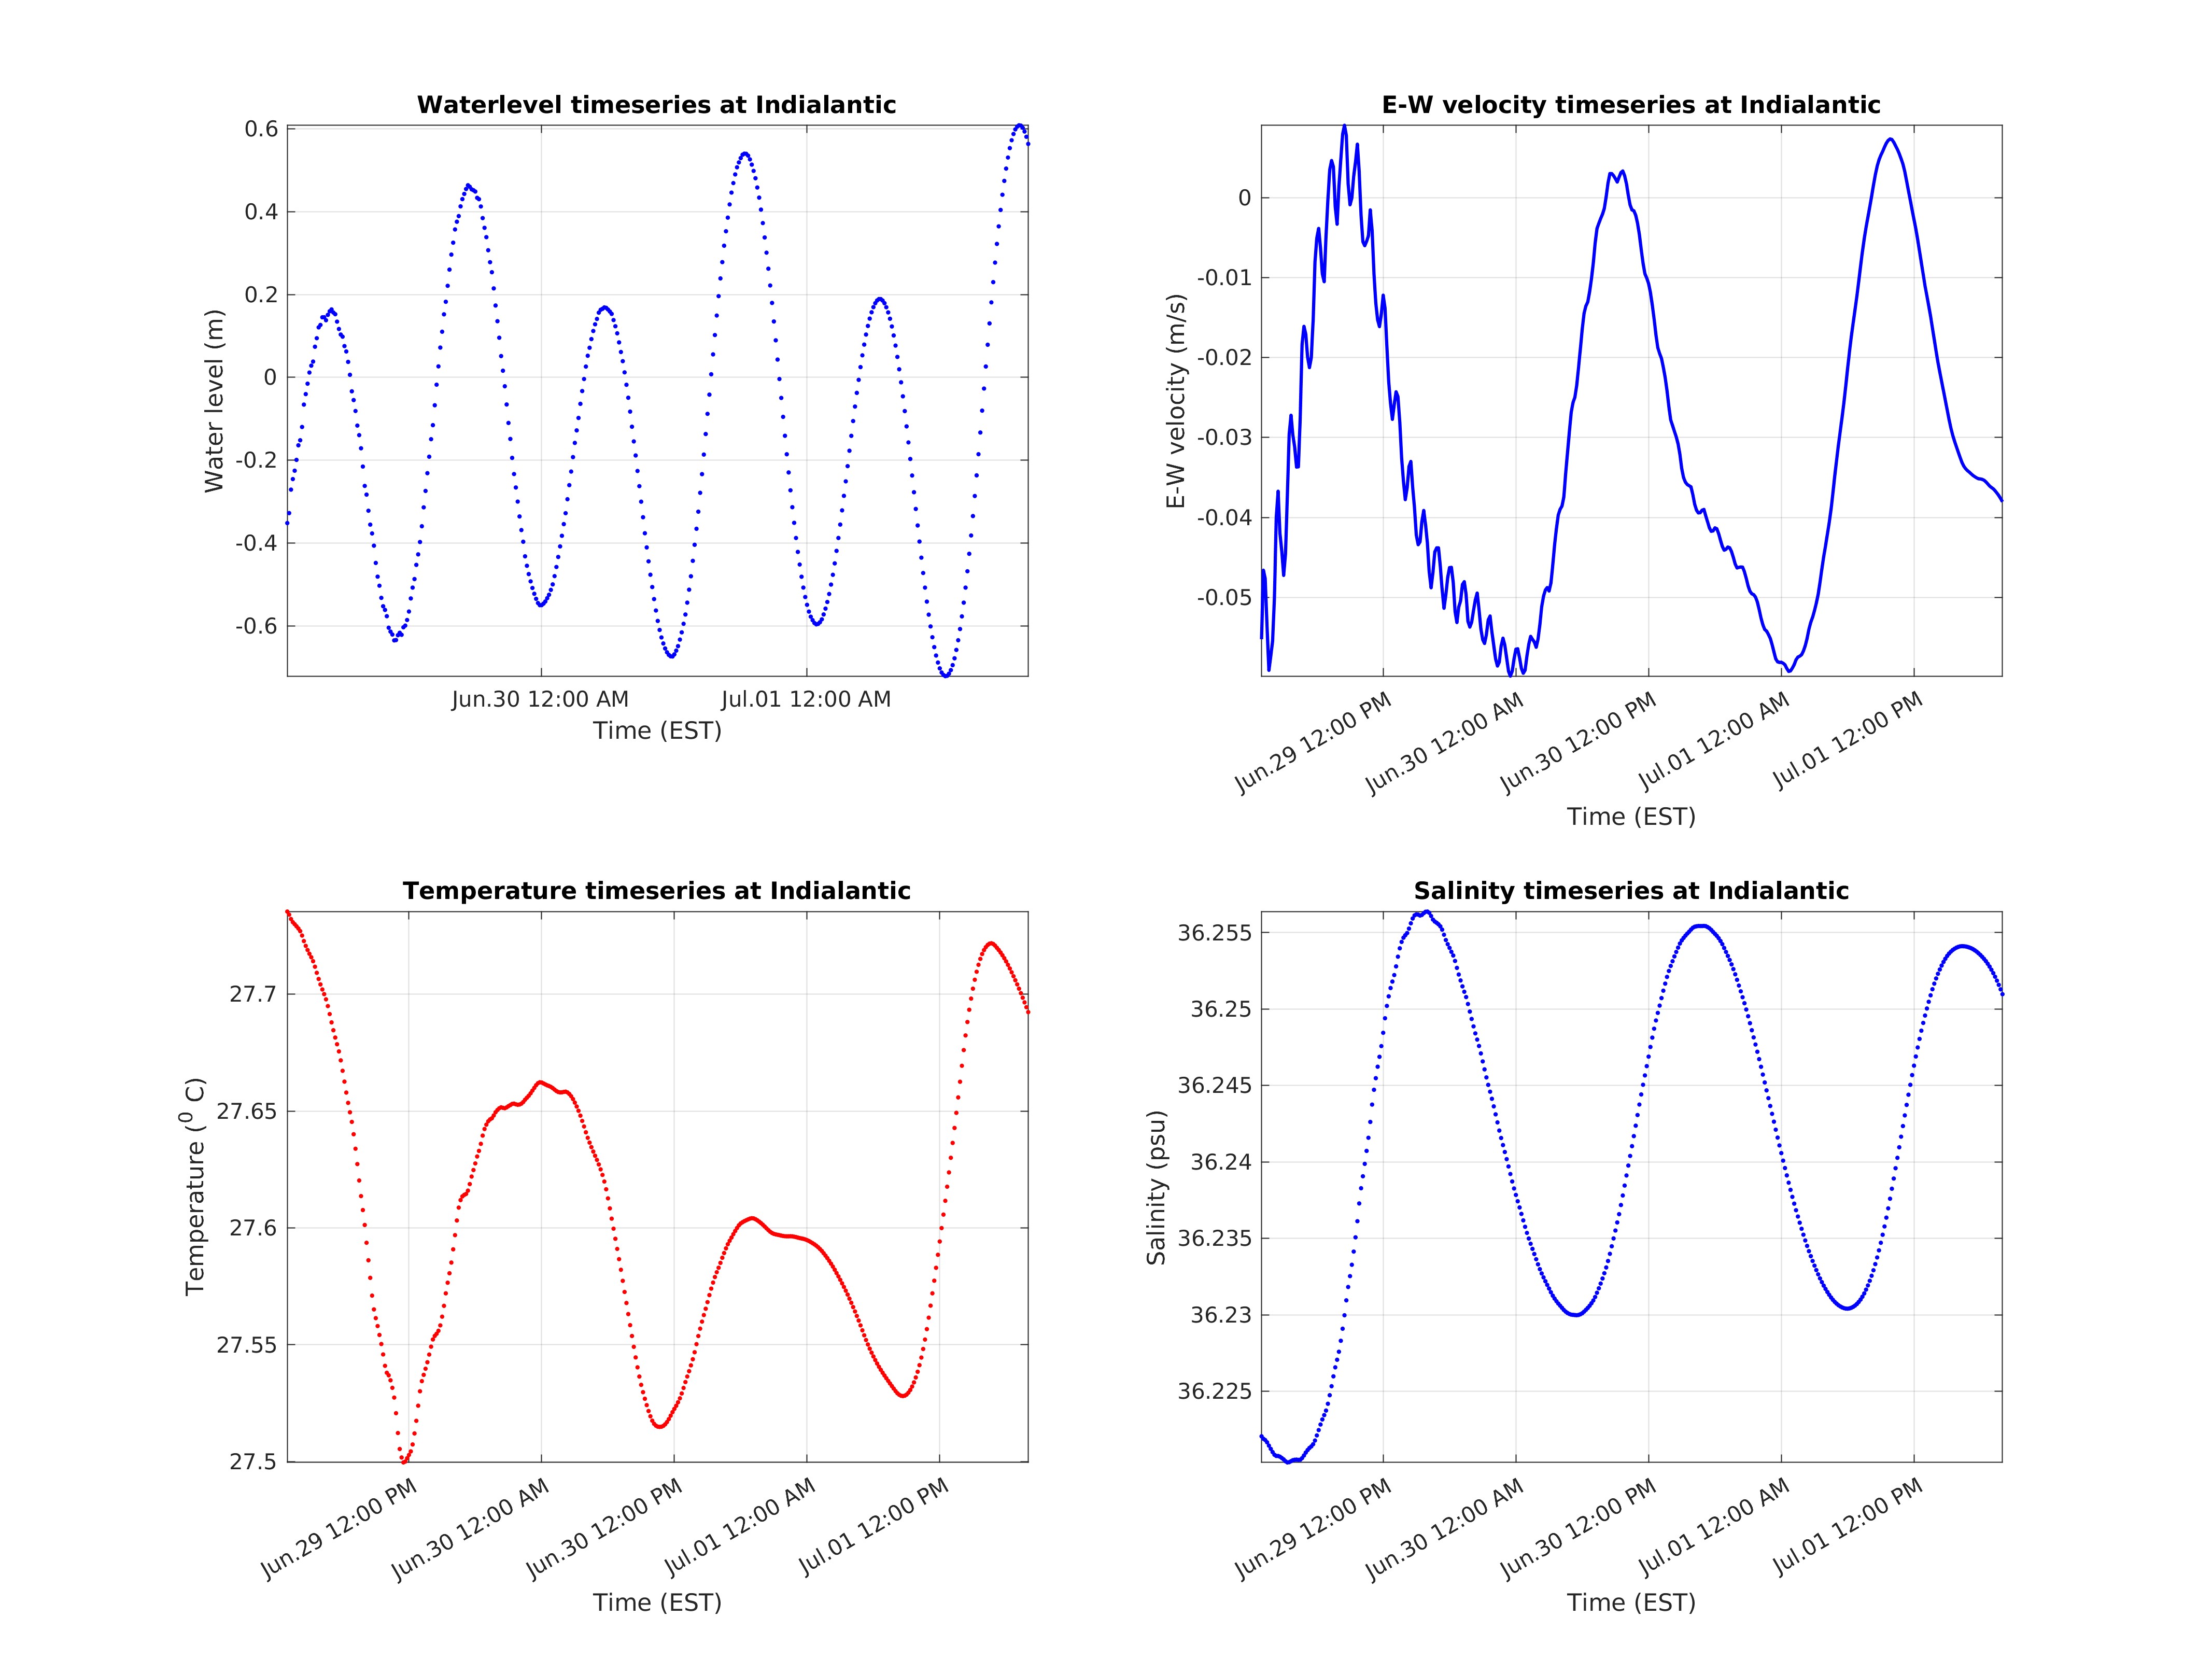 Waterlevel timeseries at Indialantic
0.6
0.4
0.2
0
-0.2
-0.4
-0.6
Water level (m)
Jun.30 12:00 AM
Jul.01 12:00 AM
Time (EST)
E-W velocity timeseries at Indialantic
0
-0.01
-0.02
-0.03
-0.04
-0.05
E-W velocity (m/s)
Jun.29 12:00 PM
Jun.30 12:00 AM
Jun.30 12:00 PM
Jul.01 12:00 AM
Jul.01 12:00 PM
Time (EST)
Temperature timeseries at Indialantic
27.7
27.65
27.6
27.55
27.5
Temperature (⁰ C)
Jun.29 12:00 PM
Jun.30 12:00 AM
Jun.30 12:00 PM
Jul.01 12:00 AM
Jul.01 12:00 PM
Time (EST)
Salinity timeseries at Indialantic
36.255
36.25
36.245
36.24
36.235
36.23
36.225
Salinity (psu)
Jun.29 12:00 PM
Jun.30 12:00 AM
Jun.30 12:00 PM
Jul.01 12:00 AM
Jul.01 12:00 PM
Time (EST)